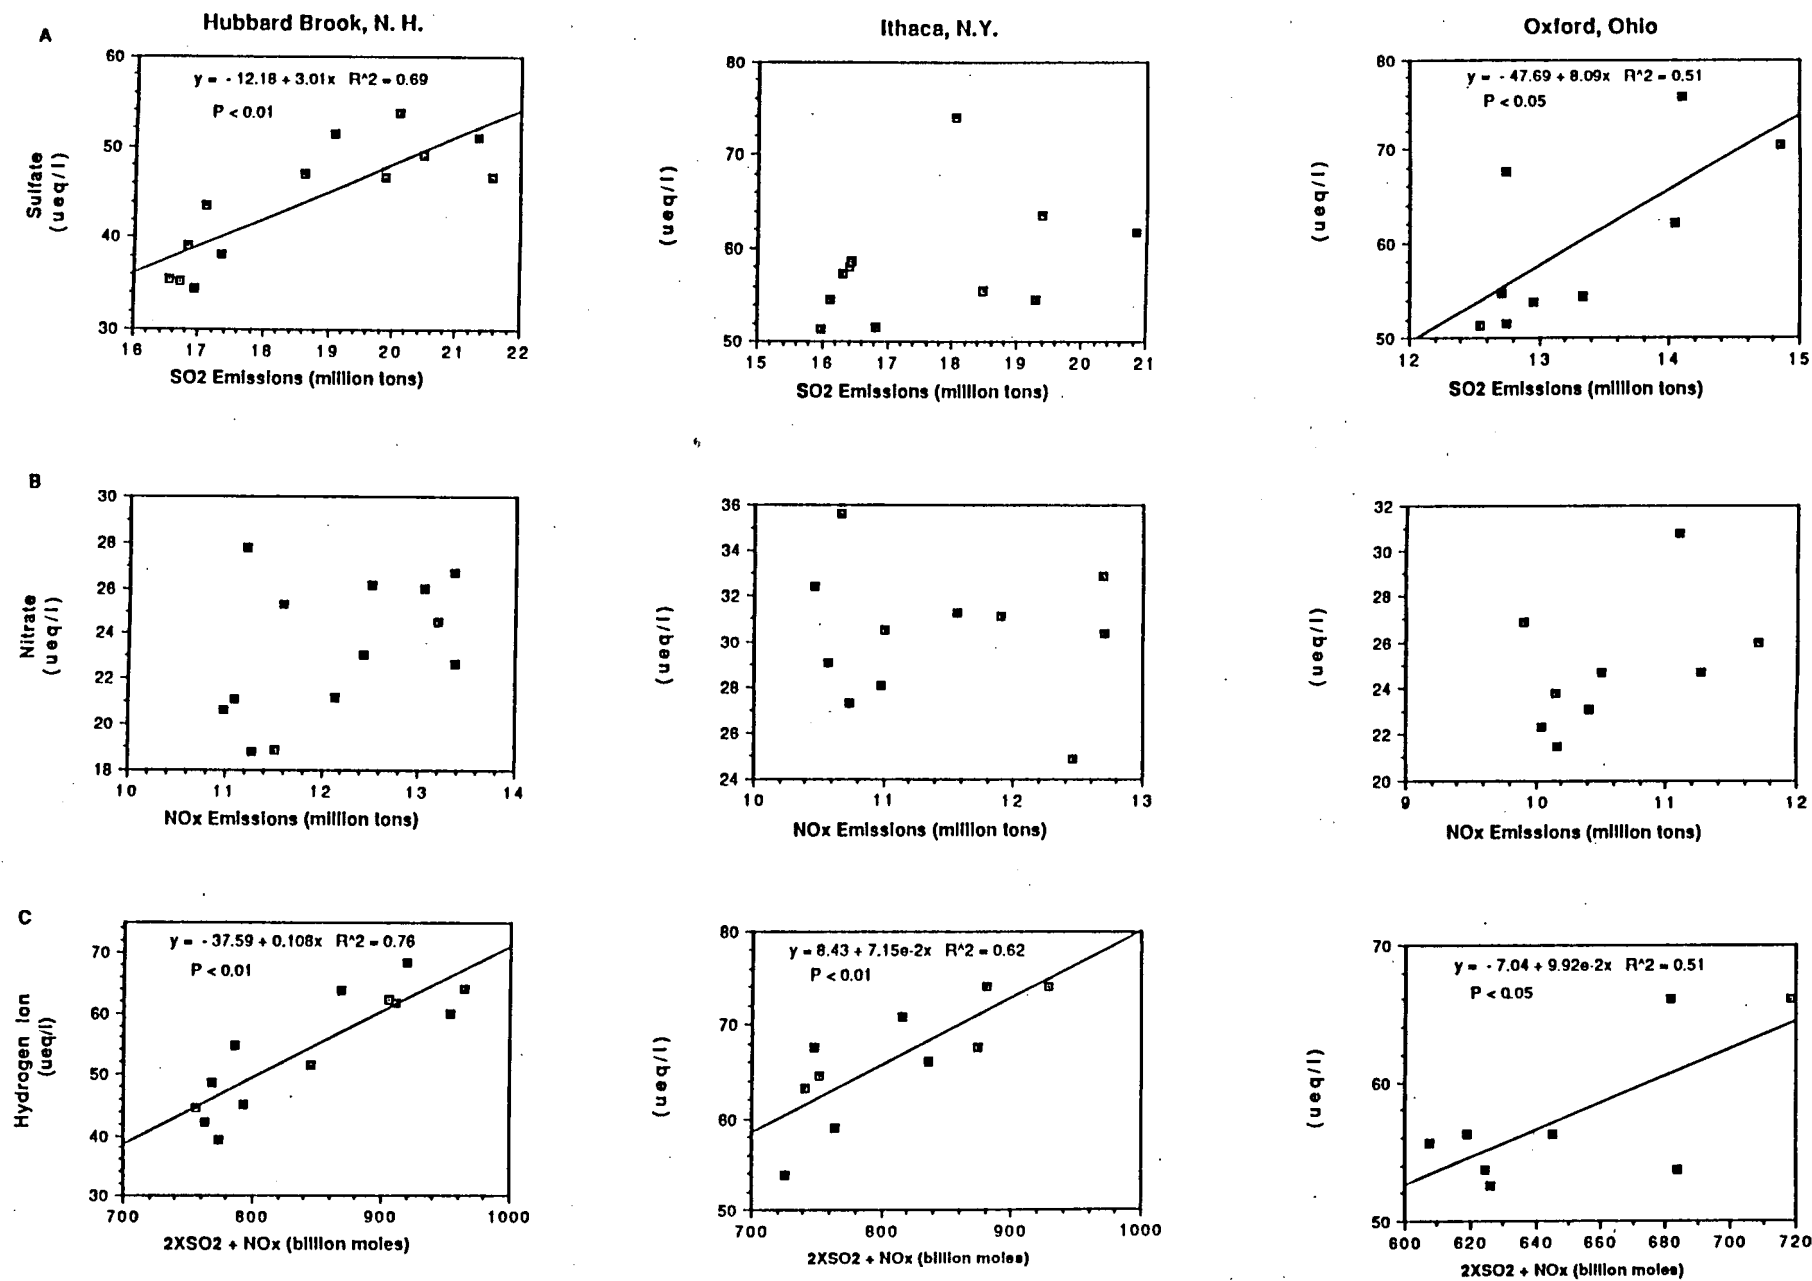 Hubbard Brook, N. H.
Ithaca, N.Y.
Oxford, Ohio
A
y = - 12.18 + 3.01x R^2 = 0.69
P < 0.01
60
50
40
30
Sulfate
(ueq/l)
16 17 18 19 20 21 22
SO2 Emissions (million tons)
80
70
60
50
(ueq/l)
15 16 17 18 19 20 21
SO2 Emissions (million tons)
y = - 47.69 + 8.09x R^2 = 0.51
P < 0.05
80
70
60
50
(ueq/l)
12 13 14 15
SO2 Emissions (million tons)
B
30
28
26
24
22
20
18
Nitrate
(ueq/l)
10 11 12 13 14
NOx Emissions (million tons)
36
34
32
30
28
26
24
(ueq/l)
10 11 12 13
NOx Emissions (million tons)
32
30
28
26
24
22
20
(ueq/l)
9 10 11 12
NOx Emissions (million tons)
C
y = - 37.59 + 0.108x R^2 = 0.76
P < 0.01
70
60
50
40
30
Hydrogen Ion
(ueq/l)
700 800 900 1000
2XSO2 + NOx (billion moles)
y = 8.43 + 7.15e-2x R^2 = 0.62
P < 0.01
80
70
60
50
(ueq/l)
700 800 900 1000
2XSO2 + NOx (billion moles)
y = - 7.04 + 9.92e-2x R^2 = 0.51
P < 0.05
70
60
50
(ueq/l)
600 620 640 660 680 700 720
2XSO2 + NOx (billion moles)